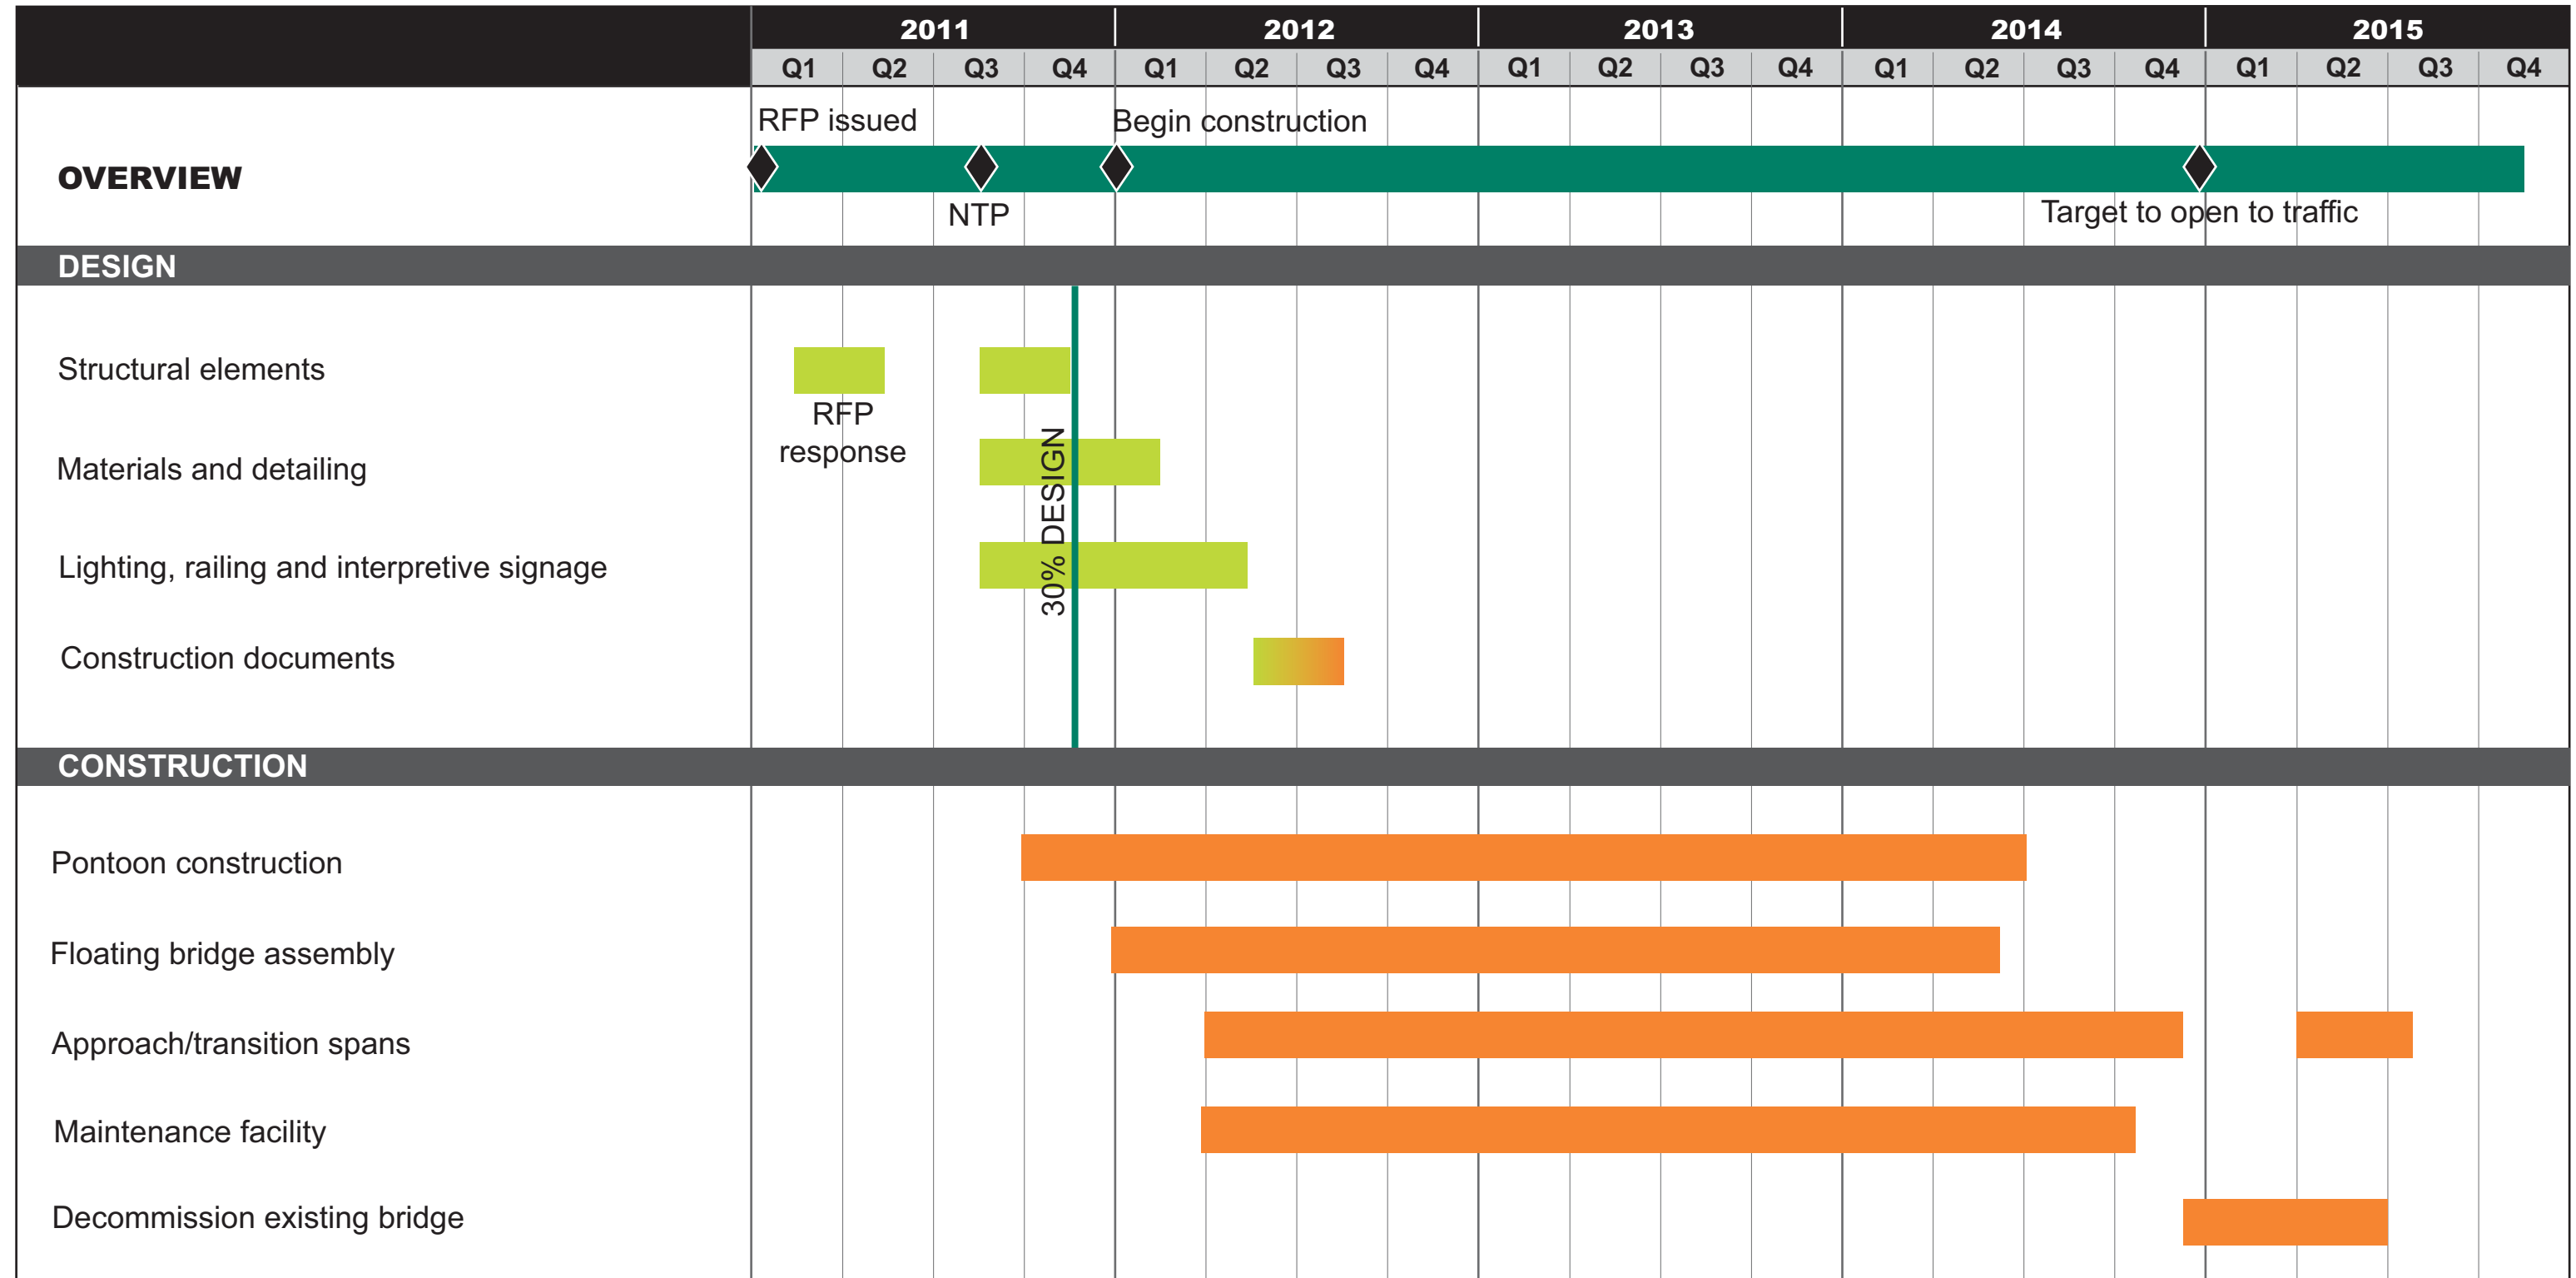 2011 2012 2013 2014 2015
Q1 Q2 Q3 Q4 Q1 Q2 Q3 Q4 Q1 Q2 Q3 Q4 Q1 Q2 Q3 Q4 Q1 Q2 Q3 Q4
RFP issued Begin construction
OVERVIEW
NTP Target to open to traffic
DESIGN
Structural elements
RFP
response
Materials and detailing
30% DESIGN
Lighting, railing and interpretive signage
Construction documents
CONSTRUCTION
Pontoon construction
Floating bridge assembly
Approach/transition spans
Maintenance facility
Decommission existing bridge